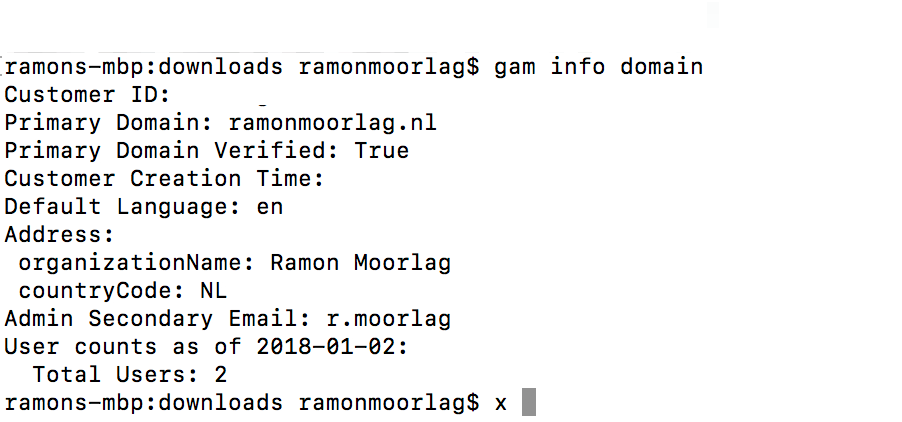 ramons-mbp:downloads ramonmoorlag$ gam info domain
Customer ID:
Primary Domain: ramonmoorlag.nl
Primary Domain Verified: True
Customer Creation Time:
Default Language: en
Address:
 organizationName: Ramon Moorlag
 countryCode: NL
Admin Secondary Email: r.moorlag
User counts as of 2018-01-02:
  Total Users: 2
ramons-mbp:downloads ramonmoorlag$ x